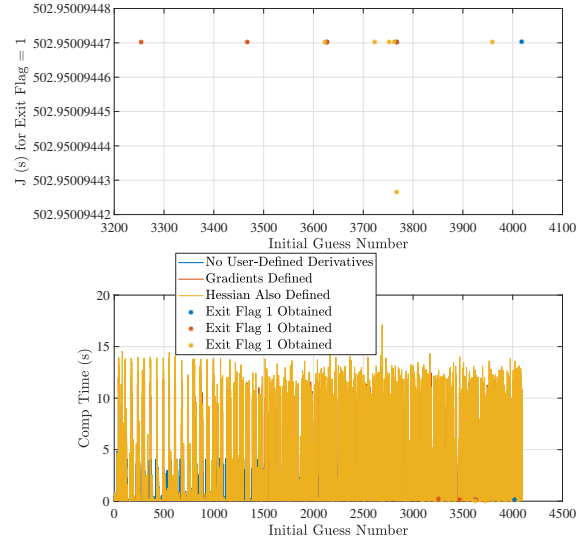 J (s) for Exit Flag = 1
502.95009448
502.95009447
502.95009446
502.95009445
502.95009444
502.95009443
502.95009442
3200 3300 3400 3500 3600 3700 3800 3900 4000 4100
Initial Guess Number
No User-Defined Derivatives
Gradients Defined
Hessian Also Defined
Exit Flag 1 Obtained
Exit Flag 1 Obtained
Exit Flag 1 Obtained
Comp Time (s)
20
15
10
5
0
0 500 1000 1500 2000 2500 3000 3500 4000 4500
Initial Guess Number